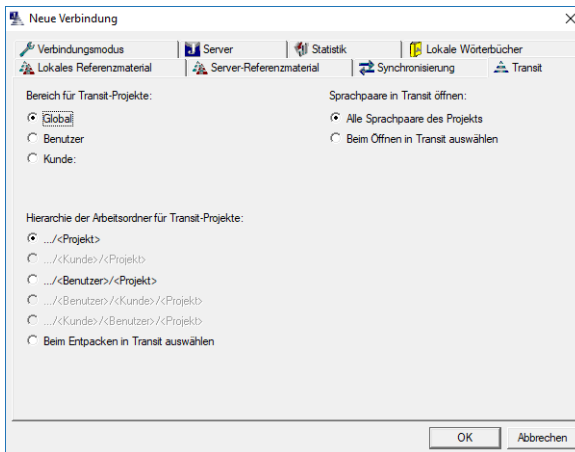 Neue Verbindung
Verbindungsmodus
Server
Statistik
Lokale Wörterbücher
Lokales Referenzmaterial
Server-Referenzmaterial
Synchronisierung
Transit
Bereich für Transit-Projekte:
Global
Benutzer
Kunde:
Sprachpaare in Transit öffnen:
Alle Sprachpaare des Projekts
Beim Öffnen in Transit auswählen
Hierarchie der Arbeitsordner für Transit-Projekte:
.../<Projekt>
.../<Kunde>/<Projekt>
.../<Benutzer>/<Projekt>
.../<Benutzer>/<Kunde>/<Projekt>
.../<Kunde>/<Benutzer>/<Projekt>
Beim Entpacken in Transit auswählen
OK
Abbrechen